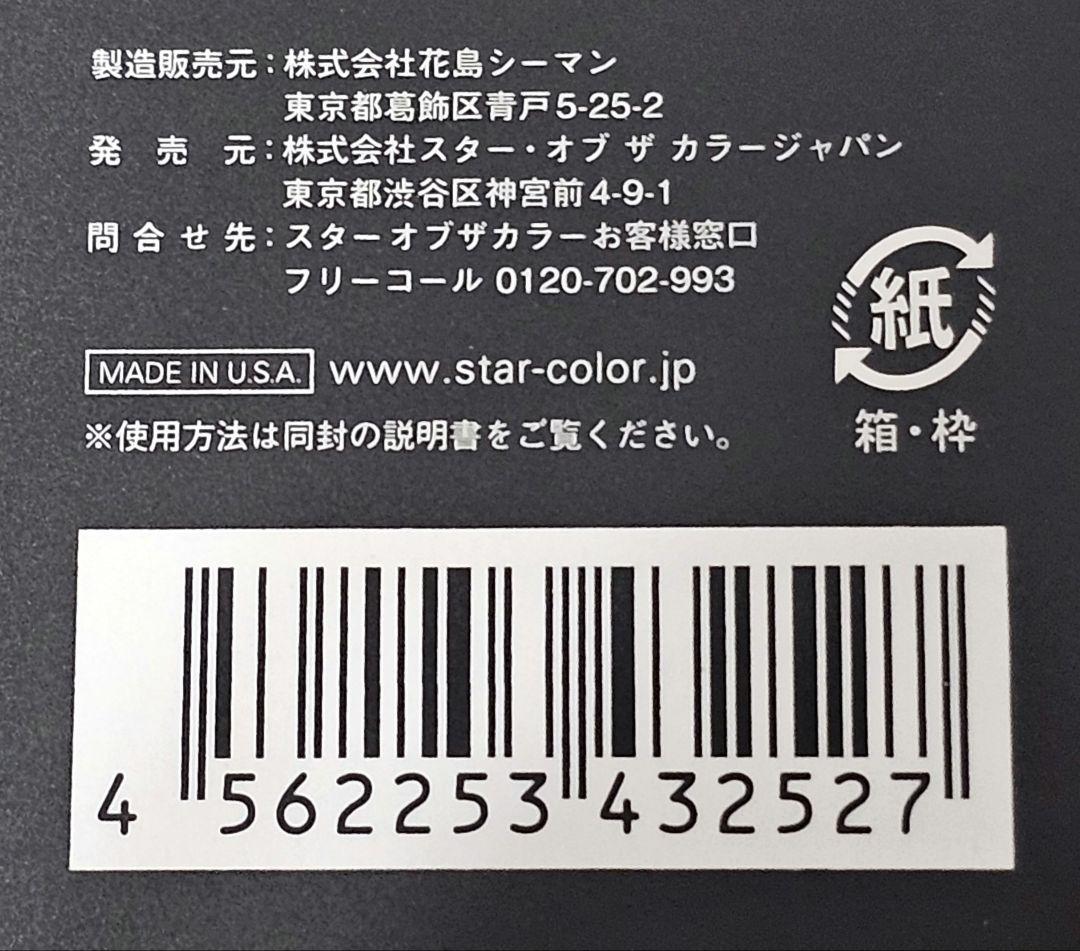 製造販売元：株式会社花島シーマン
東京都葛飾区青戸5-25-2
発売元：株式会社スター・オブ ザ カラージャパン
東京都渋谷区神宮前4-9-1
問合せ先：スターオブザカラーお客様窓口
フリーコール 0120-702-993
紙
箱・枠
MADE IN U.S.A. www.star-color.jp
※使用方法は同封の説明書をご覧ください。
4 562253 432527